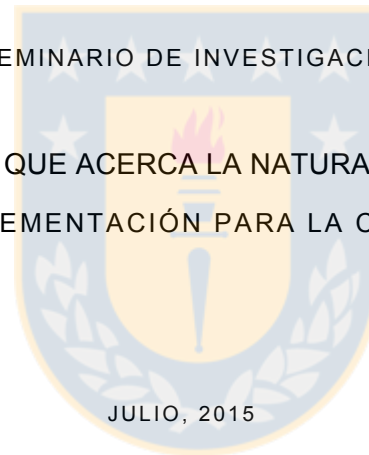 EMINARIO DE INVESTIGACI
QUE ACERCA LA NATURA
EMENTACIÓN PARA LA C
JULIO, 2015